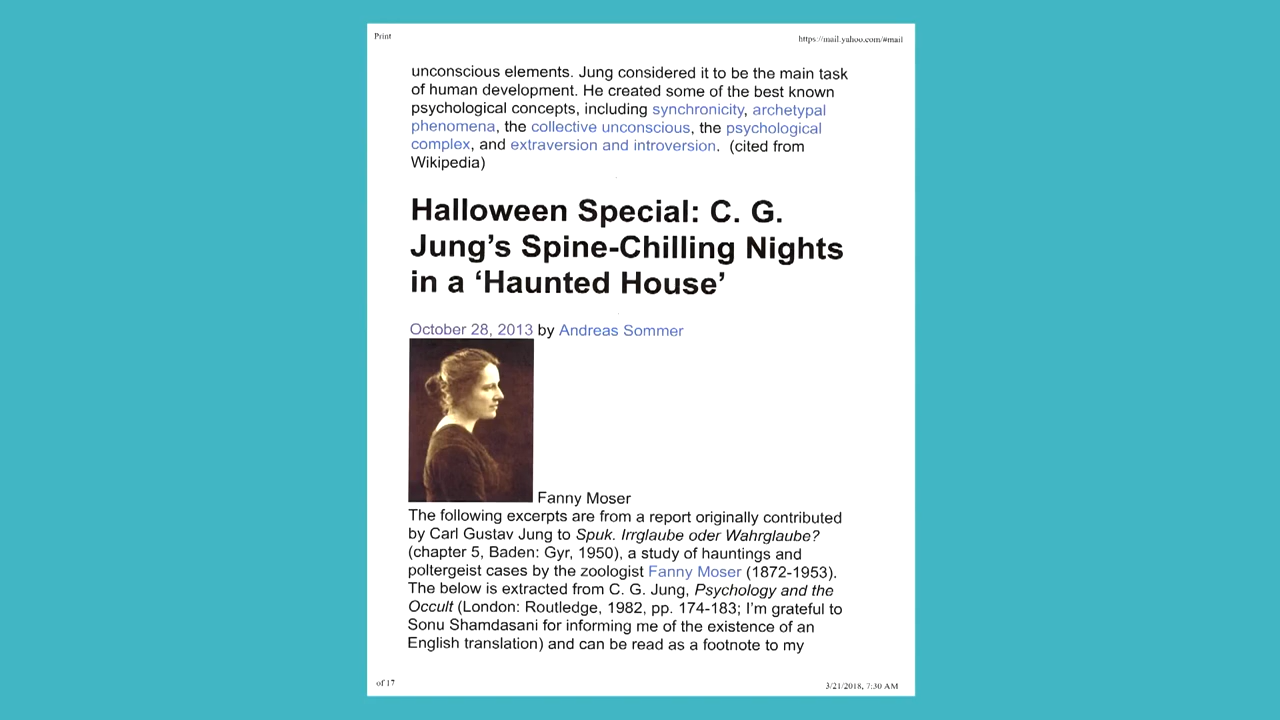 Print
https://mail.yahoo.com/#mail
unconscious elements. Jung considered it to be the main task
of human development. He created some of the best known
psychological concepts, including synchronicity, archetypal
phenomena, the collective unconscious, the psychological
complex, and extraversion and introversion.  (cited from
Wikipedia)
Halloween Special: C. G.
Jung’s Spine-Chilling Nights
in a ‘Haunted House’
October 28, 2013 by Andreas Sommer
Fanny Moser
The following excerpts are from a report originally contributed
by Carl Gustav Jung to Spuk. Irrglaube oder Wahrglaube?
(chapter 5, Baden: Gyr, 1950), a study of hauntings and
poltergeist cases by the zoologist Fanny Moser (1872-1953).
The below is extracted from C. G. Jung, Psychology and the
Occult (London: Routledge, 1982, pp. 174-183; I’m grateful to
Sonu Shamdasani for informing me of the existence of an
English translation) and can be read as a footnote to my
of 17
3/21/2018, 7:30 AM